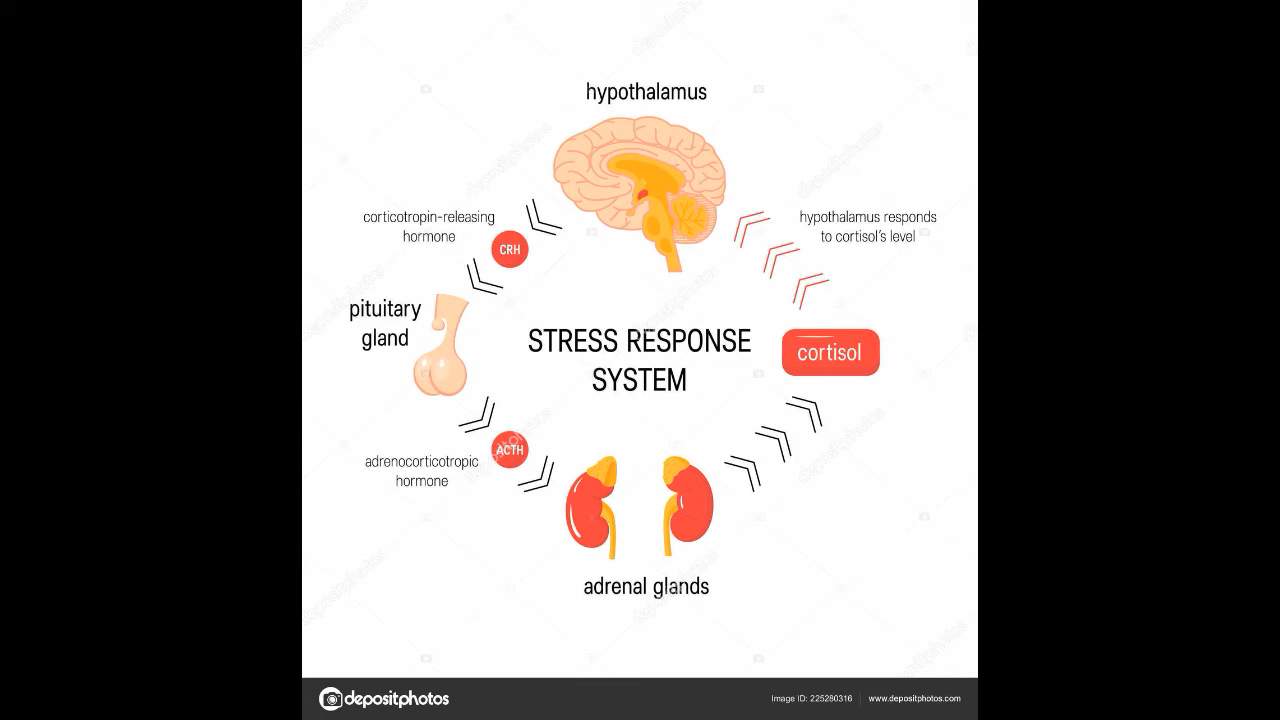 hypothalamus
corticotropin-releasing
hormone
CRH
hypothalamus responds
to cortisol's level
pituitary
gland
STRESS RESPONSE
SYSTEM
cortisol
ACTH
adrenocorticotropic
hormone
adrenal glands
depositphotos
Image ID: 225280316
www.depositphotos.com